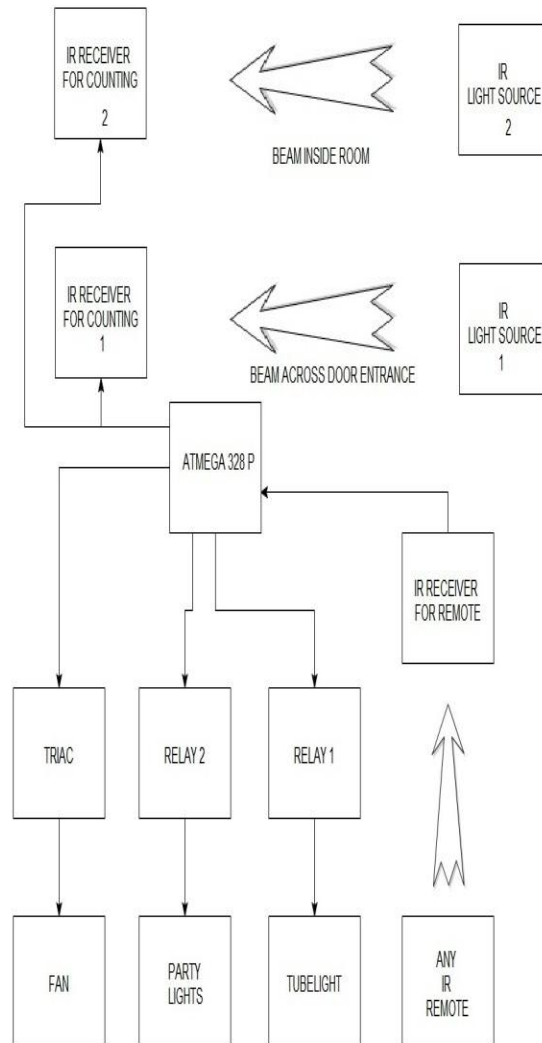 IR RECEIVER
FOR COUNTING
2
IR
LIGHT SOURCE
2
BEAM INSIDE ROOM
IR RECEIVER
FOR COUNTING
1
IR
LIGHT SOURCE
1
BEAM ACROSS DOOR ENTRANCE
ATMEGA 328 P
IR RECEIVER
FOR REMOTE
TRIAC
RELAY 2
RELAY 1
FAN
PARTY
LIGHTS
TUBELIGHT
ANY
IR
REMOTE